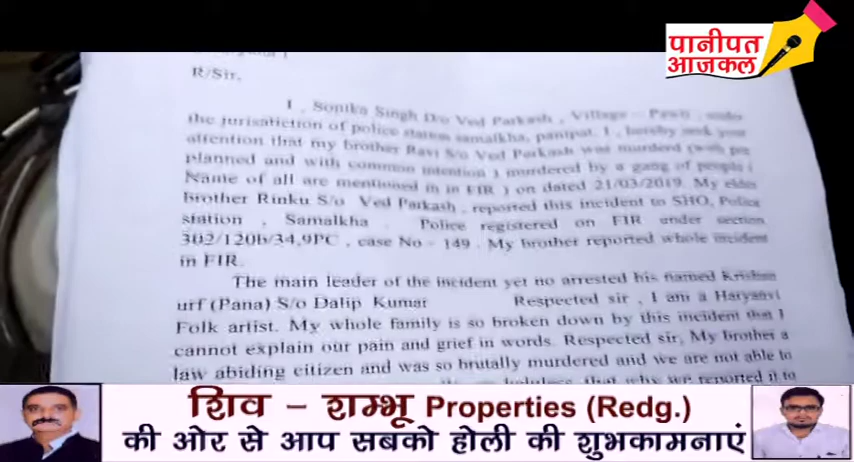 पानीपत
आजकल
R/Sir,
I , Sonika Singh D/o Ved Parkash , Village - Pawti , under
the jurisatiction of police station samalkha, panipat. I , hereby seek your
attention that my brother Ravi S/o Ved Parkash was murderd (with pre
planned and with common intention ) murdered by a gang of people (
Name of all are mentioned in in FIR ) on dated 21/03/2019. My elder
Brother Rinku S/o Ved Parkash , reported this incident to SHO, Police
station , Samalkha Police registered on FIR under section
302/120b/34,9PC , case No - 149 . My brother reported whole incident
in FIR.
The main leader of the incident yet no arrested his named Krishan
urf (Pana) S/o Dalip Kumar Respected sir , I am a Haryanvi
Folk artist. My whole family is so broken down by this incident that I
cannot explain our pain and grief in words. Respected sir, My brother a
law abiding citizen and was so brutally murdered and we are not able to
that why we reported it to
शिव – शम्भू Properties (Redg.)
की ओर से आप सबको होली की शुभकामनाएं